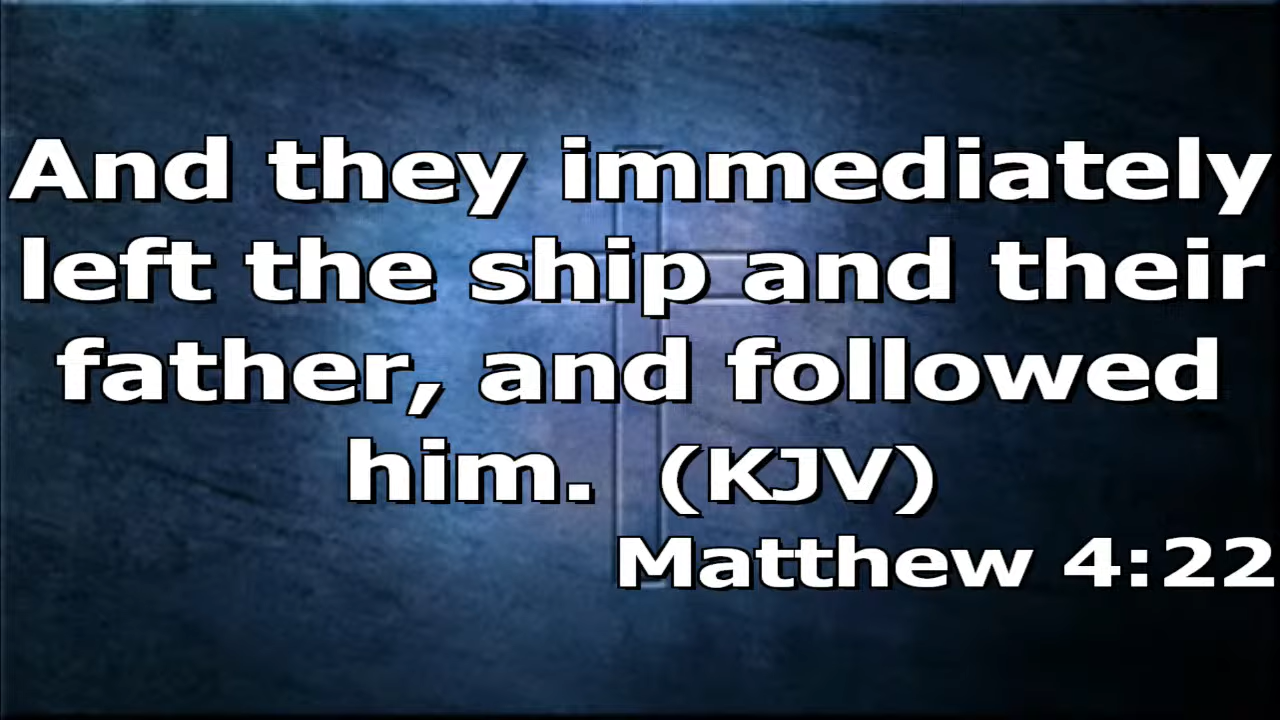 And they immediately
left the ship and their
father, and followed
him. (KJV)
Matthew 4:22